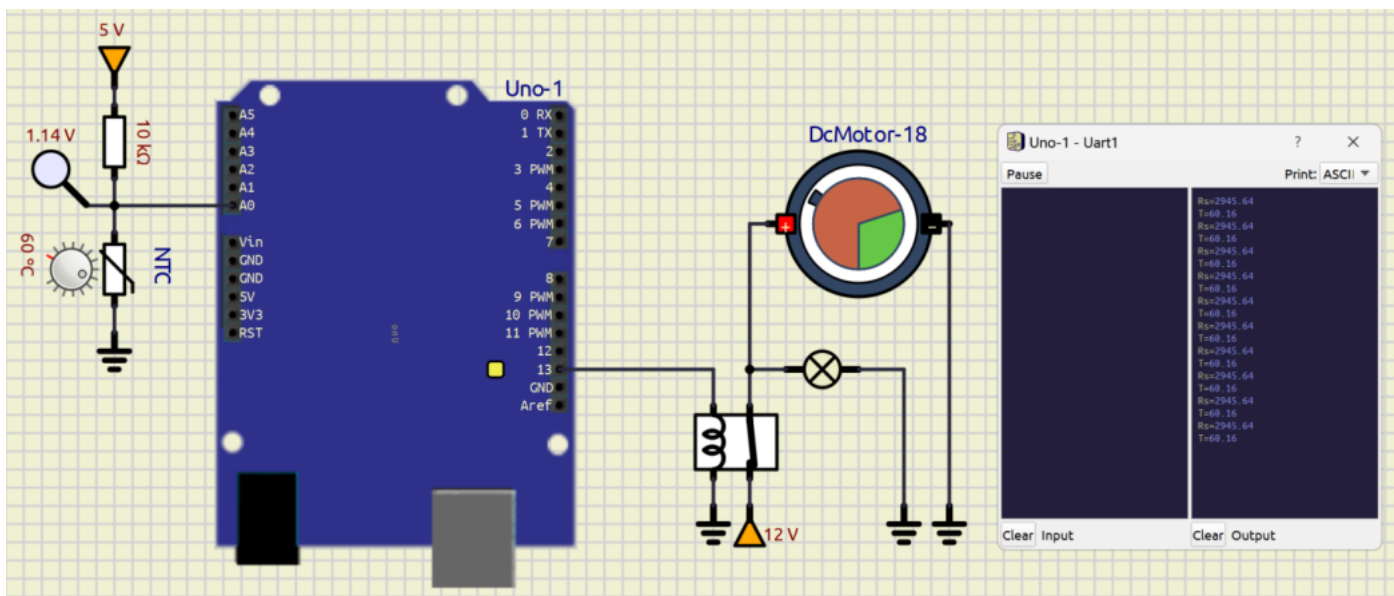 5 V
10 kΩ
1.14 V
60 ºC
NTC
Uno-1
A5
A4
A3
A2
A1
A0
Vin
GND
GND
5V
3V3
RST
0 RX
1 TX
2
3 PWM
4
5 PWM
6 PWM
7
8
9 PWM
10 PWM
11 PWM
12
13
GND
Aref
uno
DcMotor-18
+
-
12 V
Uno-1 - Uart1
?
Pause
Print: ASCII
Rs=2945.64
T=60.16
Rs=2945.64
T=60.16
Rs=2945.64
T=60.16
Rs=2945.64
T=60.16
Rs=2945.64
T=60.16
Rs=2945.64
T=60.16
Rs=2945.64
T=60.16
Rs=2945.64
T=60.16
Rs=2945.64
T=60.16
Rs=2945.64
T=60.16
Clear Input
Clear Output